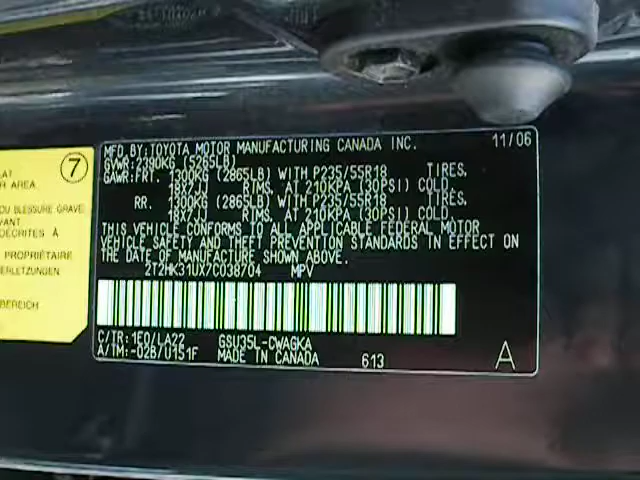 MFD. BY: TOYOTA MOTOR MANUFACTURING CANADA INC. 11/06
GVWR: 2390KG (5265LB)
GAWR: FRT. 1300KG (2865LB) WITH P235/55R18 TIRES,
18X7JJ RIMS, AT 210KPA (30PSI) COLD.
RR. 1300KG (2865LB) WITH P235/55R18 TIRES,
18X7JJ RIMS, AT 210KPA (30PSI) COLD.
THIS VEHICLE CONFORMS TO ALL APPLICABLE FEDERAL MOTOR
VEHICLE SAFETY AND THEFT PREVENTION STANDARDS IN EFFECT ON
THE DATE OF MANUFACTURE SHOWN ABOVE.
2T2HK31UX7C038704 MPV
C/TR: 1E0/LA22 GSU35L-CWAGKA
A/TM: -02B/U151F MADE IN CANADA 613 A
7
AT
R AREA.
DU BLESSURE GRAVE
VANT
DÉCRITES À
PROPRIÉTAIRE
ERLETZUNGEN
BEREICH